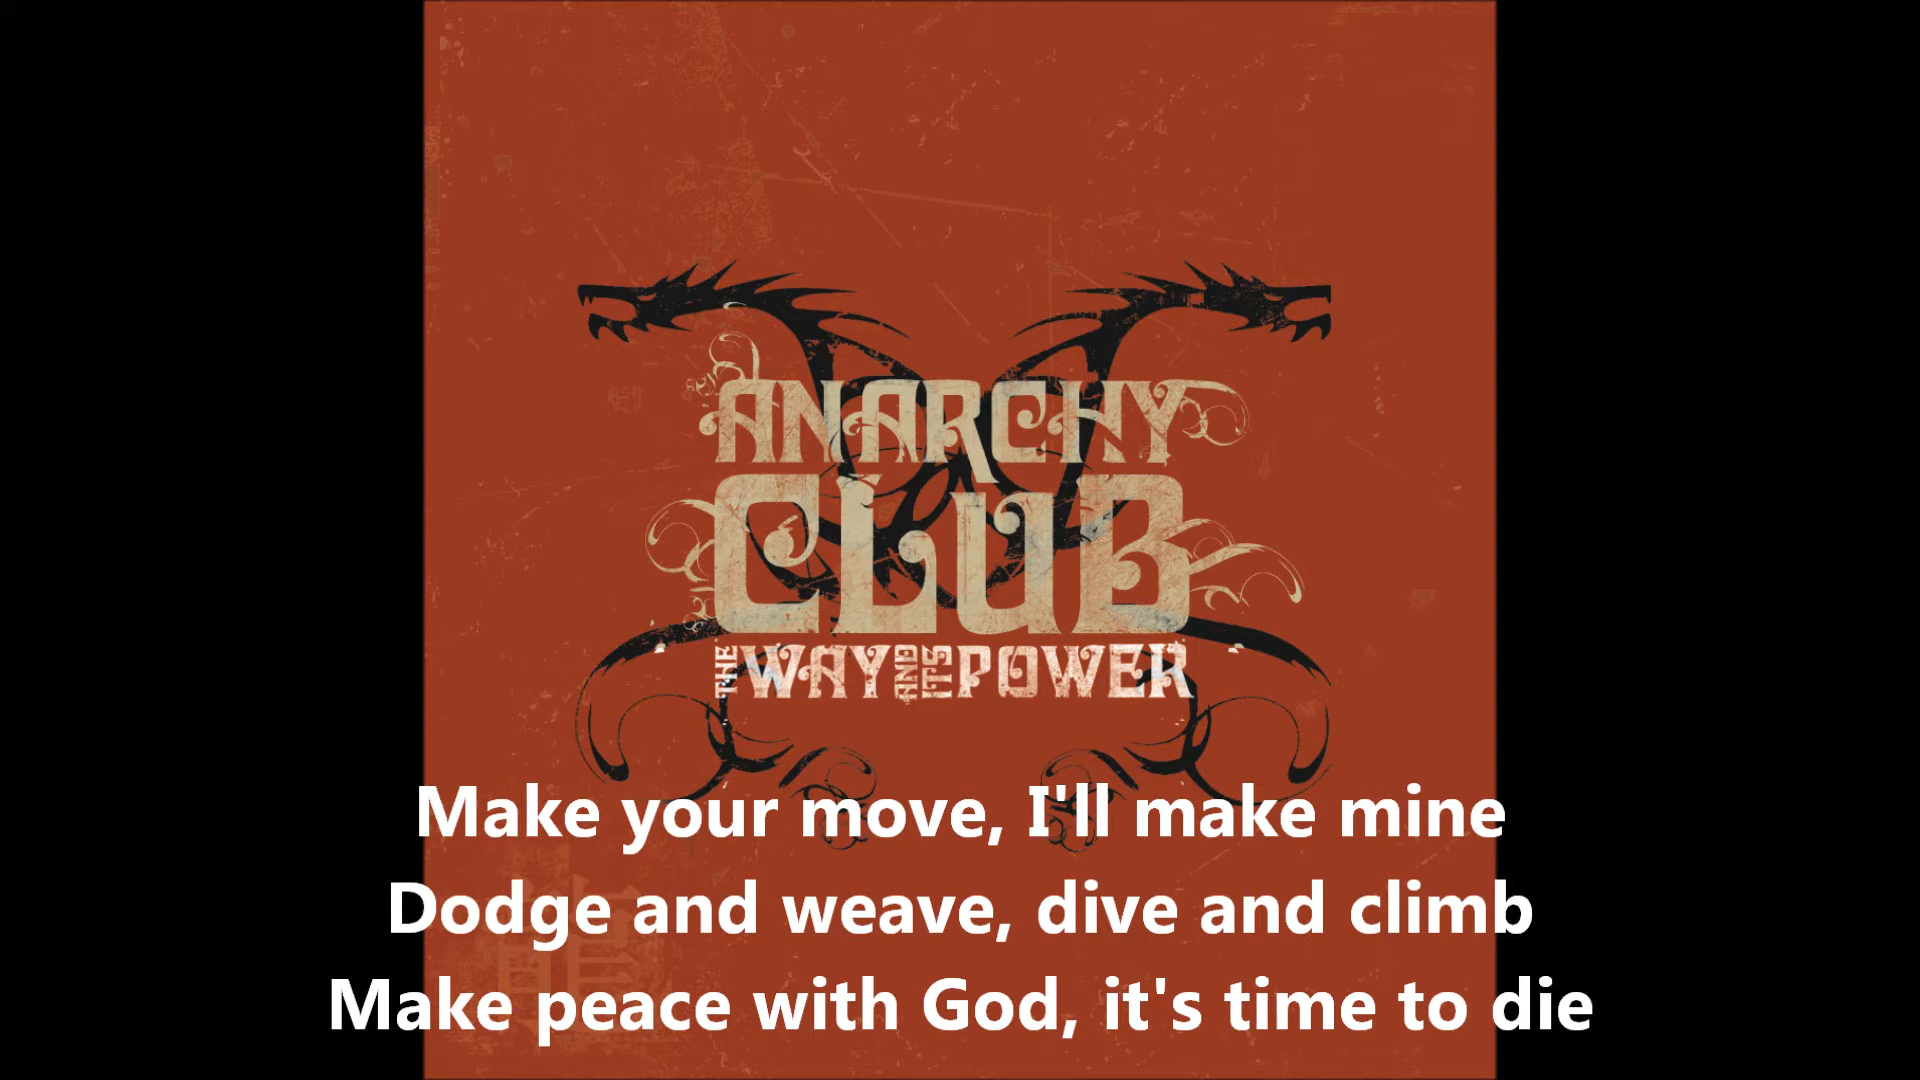 ANARCHY
CLUB
THE WAY AND ITS POWER
Make your move, I'll make mine
Dodge and weave, dive and climb
Make peace with God, it's time to die